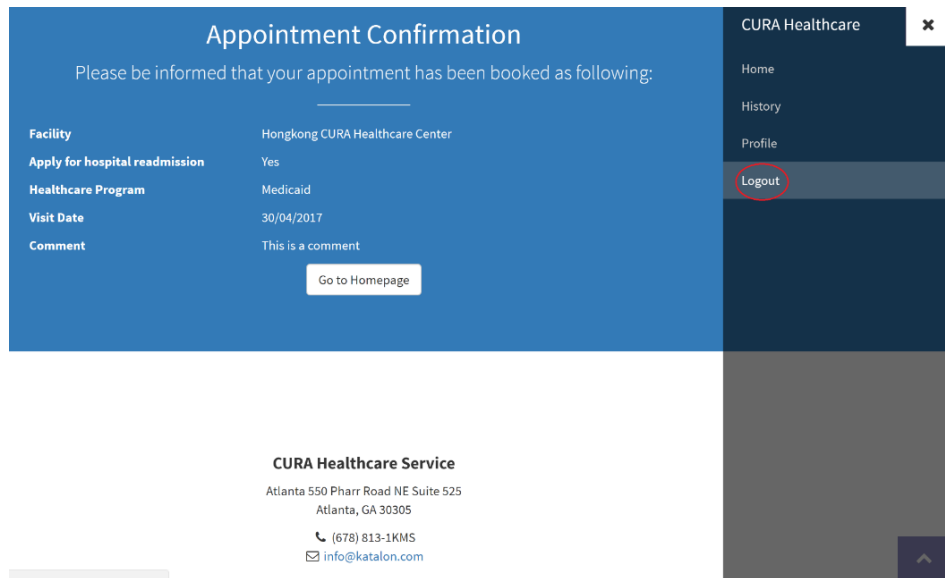 Appointment Confirmation
Please be informed that your appointment has been booked as following:
Facility Hongkong CURA Healthcare Center
Apply for hospital readmission Yes
Healthcare Program Medicaid
Visit Date 30/04/2017
Comment This is a comment
Go to Homepage
CURA Healthcare
Home
History
Profile
Logout
CURA Healthcare Service
Atlanta 550 Pharr Road NE Suite 525
Atlanta, GA 30305
(678) 813-1KMS
info@katalon.com